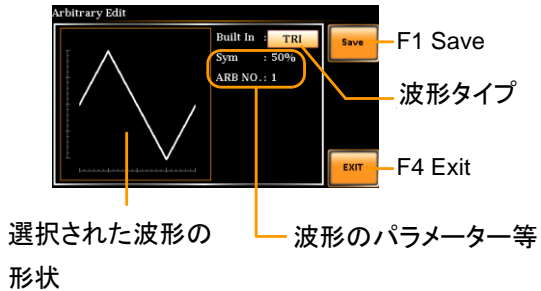 Arbitrary Edit
Built In : TRI
Sym : 50%
ARB NO. : 1
Save
F1 Save
波形タイプ
EXIT
F4 Exit
選択された波形の
形状
波形のパラメーター等